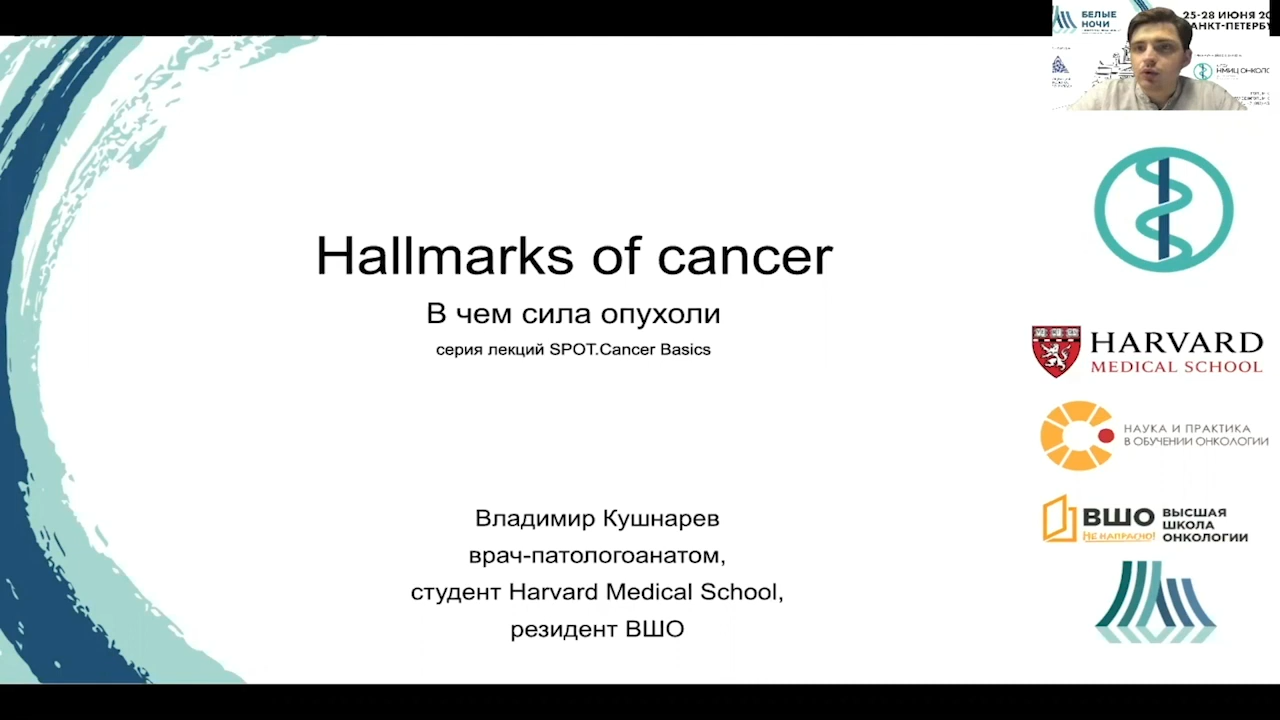 БЕЛЫЕ
НОЧИ
25-28 ИЮНЯ
НМИЦ
Hallmarks of cancer
В чем сила опухоли
серия лекций SPOT.Cancer Basics
Владимир Кушнарев
врач-патологоанатом,
студент Harvard Medical School,
резидент ВШО
HARVARD
MEDICAL SCHOOL
НАУКА И ПРАКТИКА
В ОБУЧЕНИИ ОНКОЛОГИИ
ВШО
НЕ НАПРАСНО!
ВЫСШАЯ
ШКОЛА
ОНКОЛОГИИ